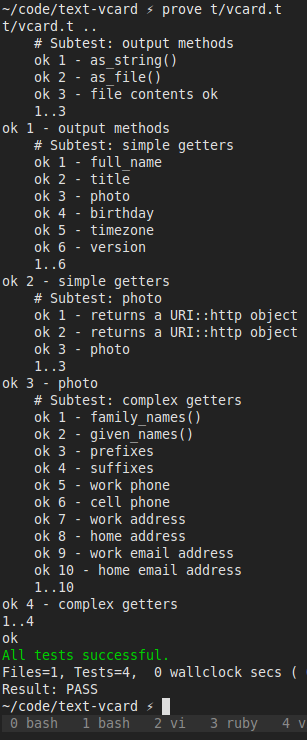 ~/code/text-vcard ⚡ prove t/vcard.t
t/vcard.t ..
    # Subtest: output methods
    ok 1 - as_string()
    ok 2 - as_file()
    ok 3 - file contents ok
    1..3
ok 1 - output methods
    # Subtest: simple getters
    ok 1 - full_name
    ok 2 - title
    ok 3 - photo
    ok 4 - birthday
    ok 5 - timezone
    ok 6 - version
    1..6
ok 2 - simple getters
    # Subtest: photo
    ok 1 - returns a URI::http object
    ok 2 - returns a URI::http object
    ok 3 - photo
    1..3
ok 3 - photo
    # Subtest: complex getters
    ok 1 - family_names()
    ok 2 - given_names()
    ok 3 - prefixes
    ok 4 - suffixes
    ok 5 - work phone
    ok 6 - cell phone
    ok 7 - work address
    ok 8 - home address
    ok 9 - work email address
    ok 10 - home email address
    1..10
ok 4 - complex getters
1..4
ok
All tests successful.
Files=1, Tests=4,  0 wallclock secs (
Result: PASS
~/code/text-vcard ⚡
0 bash   1 bash   2 vi   3 ruby   4 v